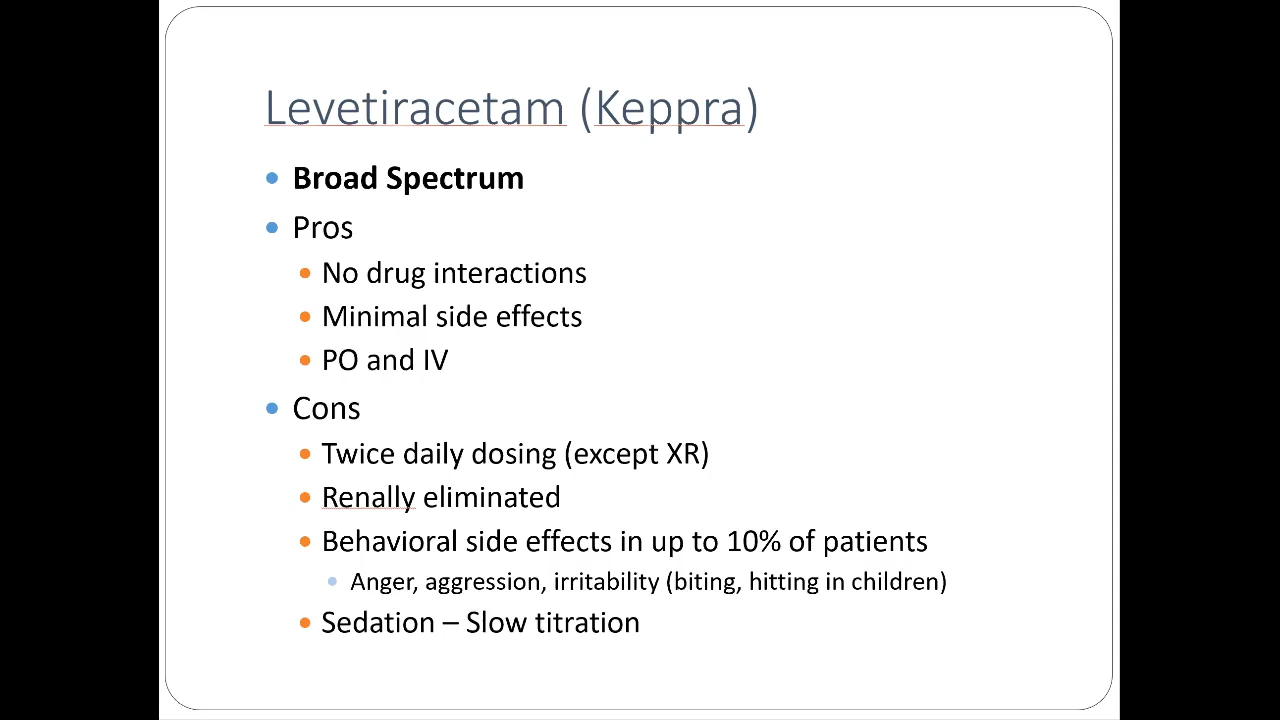 Levetiracetam (Keppra)
Broad Spectrum
Pros
No drug interactions
Minimal side effects
PO and IV
Cons
Twice daily dosing (except XR)
Renally eliminated
Behavioral side effects in up to 10% of patients
Anger, aggression, irritability (biting, hitting in children)
Sedation – Slow titration